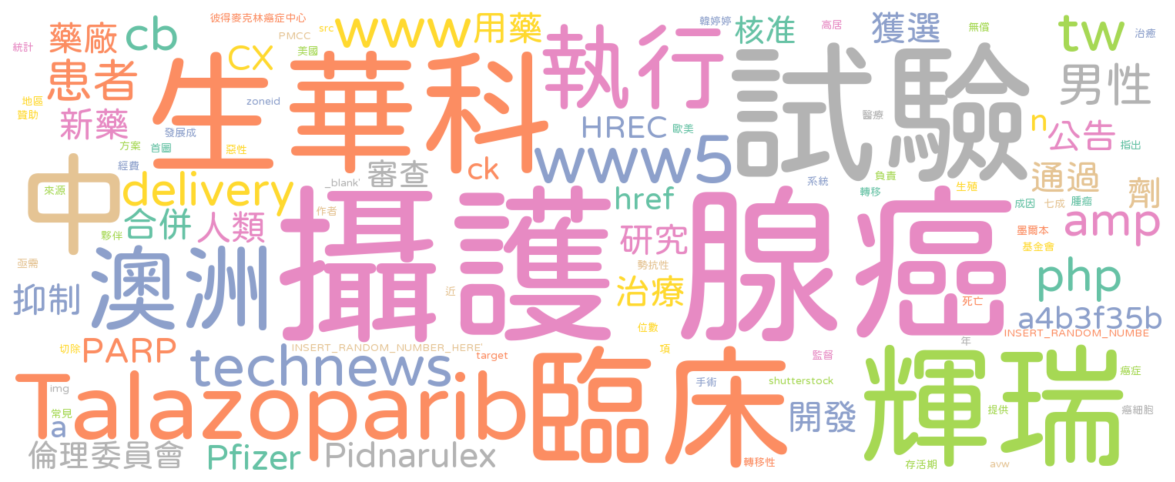 彼得麥克林癌症中心 韓婷婷 高居 無償
統計 藥廠 cb src www 用藥 核准 獲選 tw 治癒
PMCC
患者 CX 美國 生華科 執行 試驗 男性
地區 贊助 新藥 zoneid HREC 歐美 醫療 n 公告
發展成 方案 首圖 惡性 指出
經費 www5 ck 審查 _blank' 系統 負責 通過 劑
中 來源 delivery href 轉移 生殖 成因 七成 腫瘤
夥伴 合併 人類 作者 攝護腺癌 研究 墨爾本 amp
基金會
亟需 澳洲 勢抗性 php
抑制 近 治療 死亡 a4b3f35b
位數
切除 PARP INSERT_RANDOM_NUMBER_HERE' 項 年 INSERT_RANDOM_NUMBE
technews target 監督
Talazoparib 臨床 手術 shutterstock 輝瑞 癌症
img
常見 a 開發 提供 癌細胞
倫理委員會 Pfizer Pidnarulex 轉移性 存活期 avw